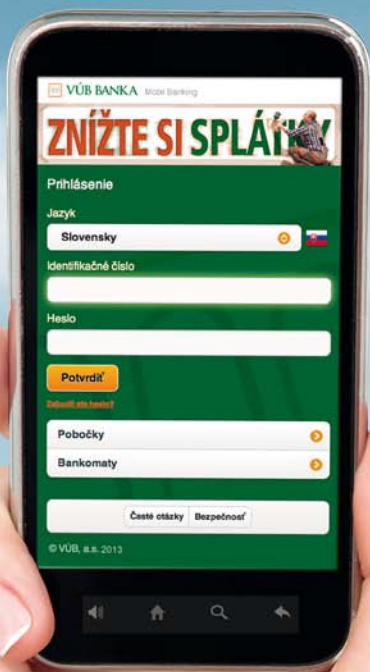 VÚB BANKA Mobil Banking
ZNÍŽTE SI SPLÁTKY
Prihlásenie
Jazyk
Slovensky
Identifikačné číslo
Heslo
Potvrdiť
Zabudli ste heslo?
Pobočky
Bankomaty
Časté otázky Bezpečnosť
© VÚB, a.s. 2013